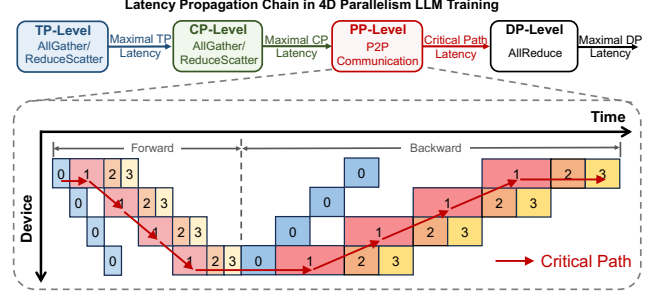 Latency Propagation Chain in 4D Parallelism LLM Training
TP-Level
AllGather/
ReduceScatter
Maximal TP
Latency
CP-Level
AllGather/
ReduceScatter
Maximal CP
Latency
PP-Level
P2P
Communication
Critical Path
Latency
DP-Level
AllReduce
Maximal DP
Latency
Time
Forward
Backward
Device
0 1 2 3 0 1 2 3
0 1 2 3 0 1 2 3
0 1 2 3 0 1 2 3
0 1 2 3 0 1 2 3
Critical Path